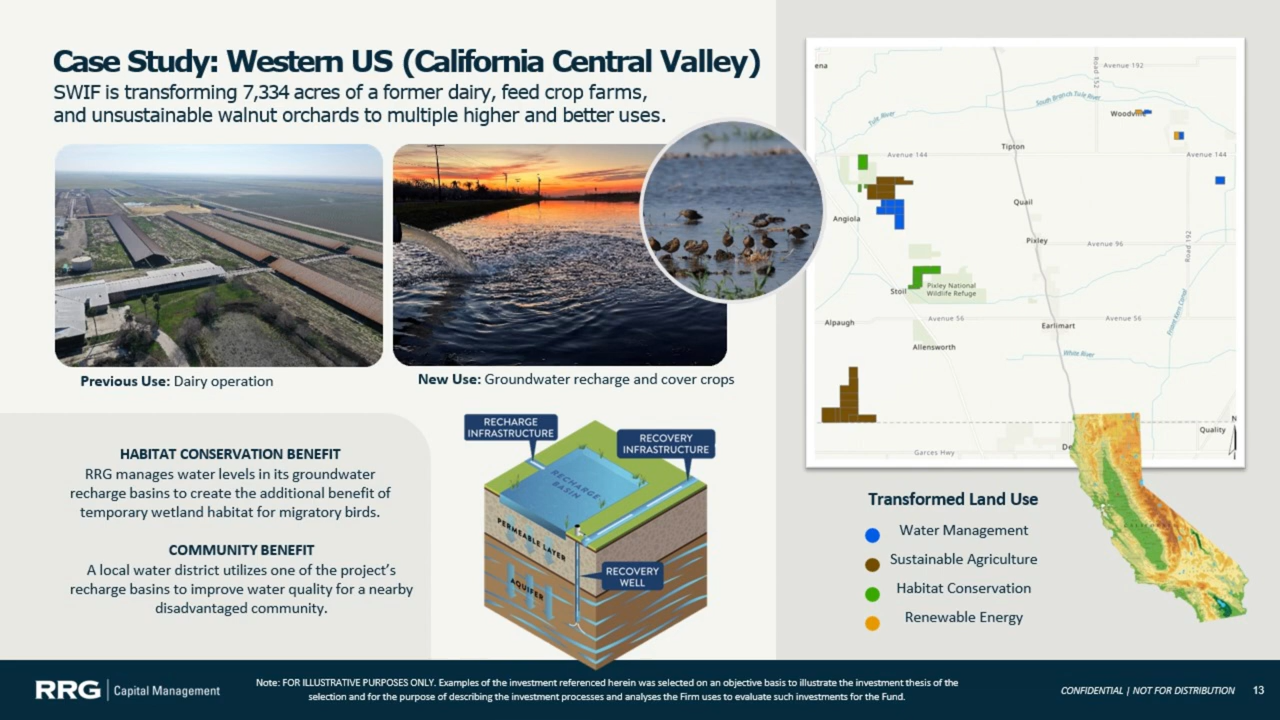 Case Study: Western US (California Central Valley)
SWIF is transforming 7,334 acres of a former dairy, feed crop farms,
and unsustainable walnut orchards to multiple higher and better uses.
Previous Use: Dairy operation
New Use: Groundwater recharge and cover crops
HABITAT CONSERVATION BENEFIT
RRG manages water levels in its groundwater
recharge basins to create the additional benefit of
temporary wetland habitat for migratory birds.
COMMUNITY BENEFIT
A local water district utilizes one of the project's
recharge basins to improve water quality for a nearby
disadvantaged community.
RECHARGE
INFRASTRUCTURE
RECOVERY
INFRASTRUCTURE
RECHARGE
BASIN
PERMEABLE LAYER
AQUIFER
RECOVERY
WELL
ena
Avenue 192
Road 152
South Branch Tule River
Tule River
Woodville
Tipton
Avenue 144
Avenue 144
Quail
Angiola
Pixley
Avenue 96
Road 192
Stoil
Pixley National
Wildlife Refuge
Alpaugh
Avenue 56
Earlimart
Avenue 56
Friant Kern Canal
Allensworth
White River
N
Quality
De
Garces Hwy
CALIFORNIA
Transformed Land Use
Water Management
Sustainable Agriculture
Habitat Conservation
Renewable Energy
RRG | Capital Management
Note: FOR ILLUSTRATIVE PURPOSES ONLY. Examples of the investment referenced herein was selected on an objective basis to illustrate the investment thesis of the
selection and for the purpose of describing the investment processes and analyses the Firm uses to evaluate such investments for the Fund.
CONFIDENTIAL | NOT FOR DISTRIBUTION 13